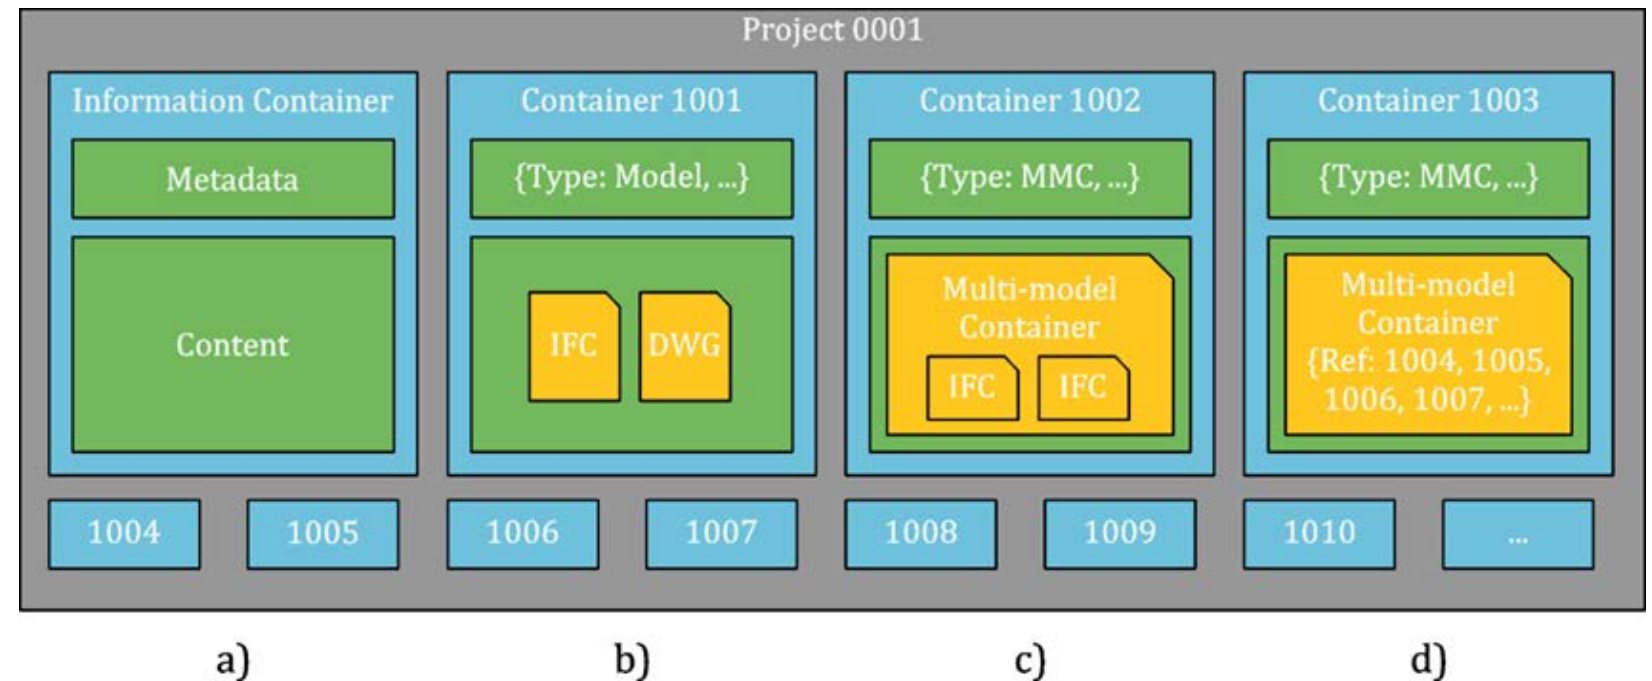 Project 0001
Information Container
Metadata
Content
Container 1001
{Type: Model, ...}
IFC
DWG
Container 1002
{Type: MMC, ...}
Multi-model
Container
IFC
IFC
Container 1003
{Type: MMC, ...}
Multi-model
Container
{Ref: 1004, 1005,
1006, 1007, ...}
1004
1005
1006
1007
1008
1009
1010
...
a)
b)
c)
d)